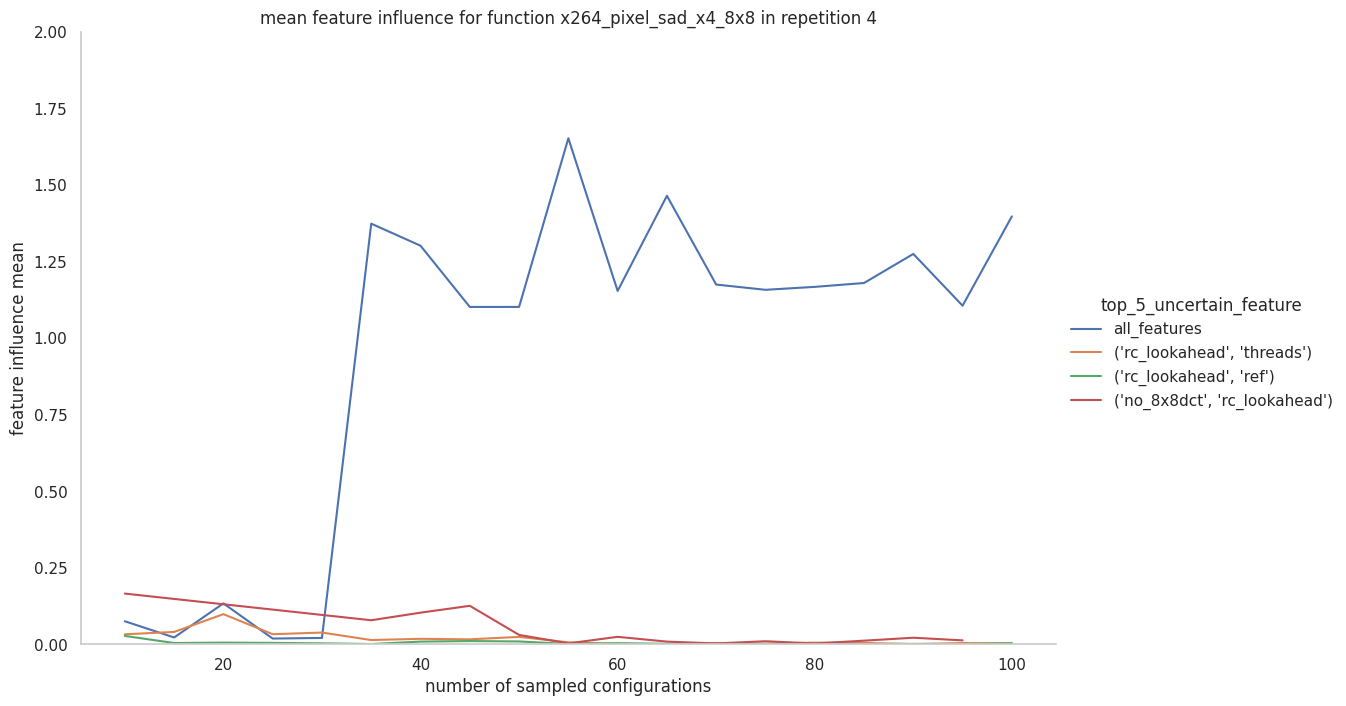 mean feature influence for function x264_pixel_sad_x4_8x8 in repetition 4
2.00
1.75
1.50
1.25
1.00
0.75
0.50
0.25
0.00
feature influence mean
20
40
60
80
100
number of sampled configurations
top_5_uncertain_feature
all_features
('rc_lookahead', 'threads')
('rc_lookahead', 'ref')
('no_8x8dct', 'rc_lookahead')